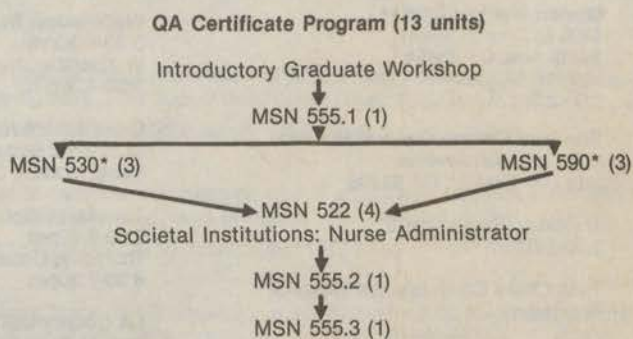 QA Certificate Program (13 units)
Introductory Graduate Workshop
MSN 555.1 (1)
MSN 530* (3)
MSN 590* (3)
MSN 522 (4)
Societal Institutions: Nurse Administrator
MSN 555.2 (1)
MSN 555.3 (1)